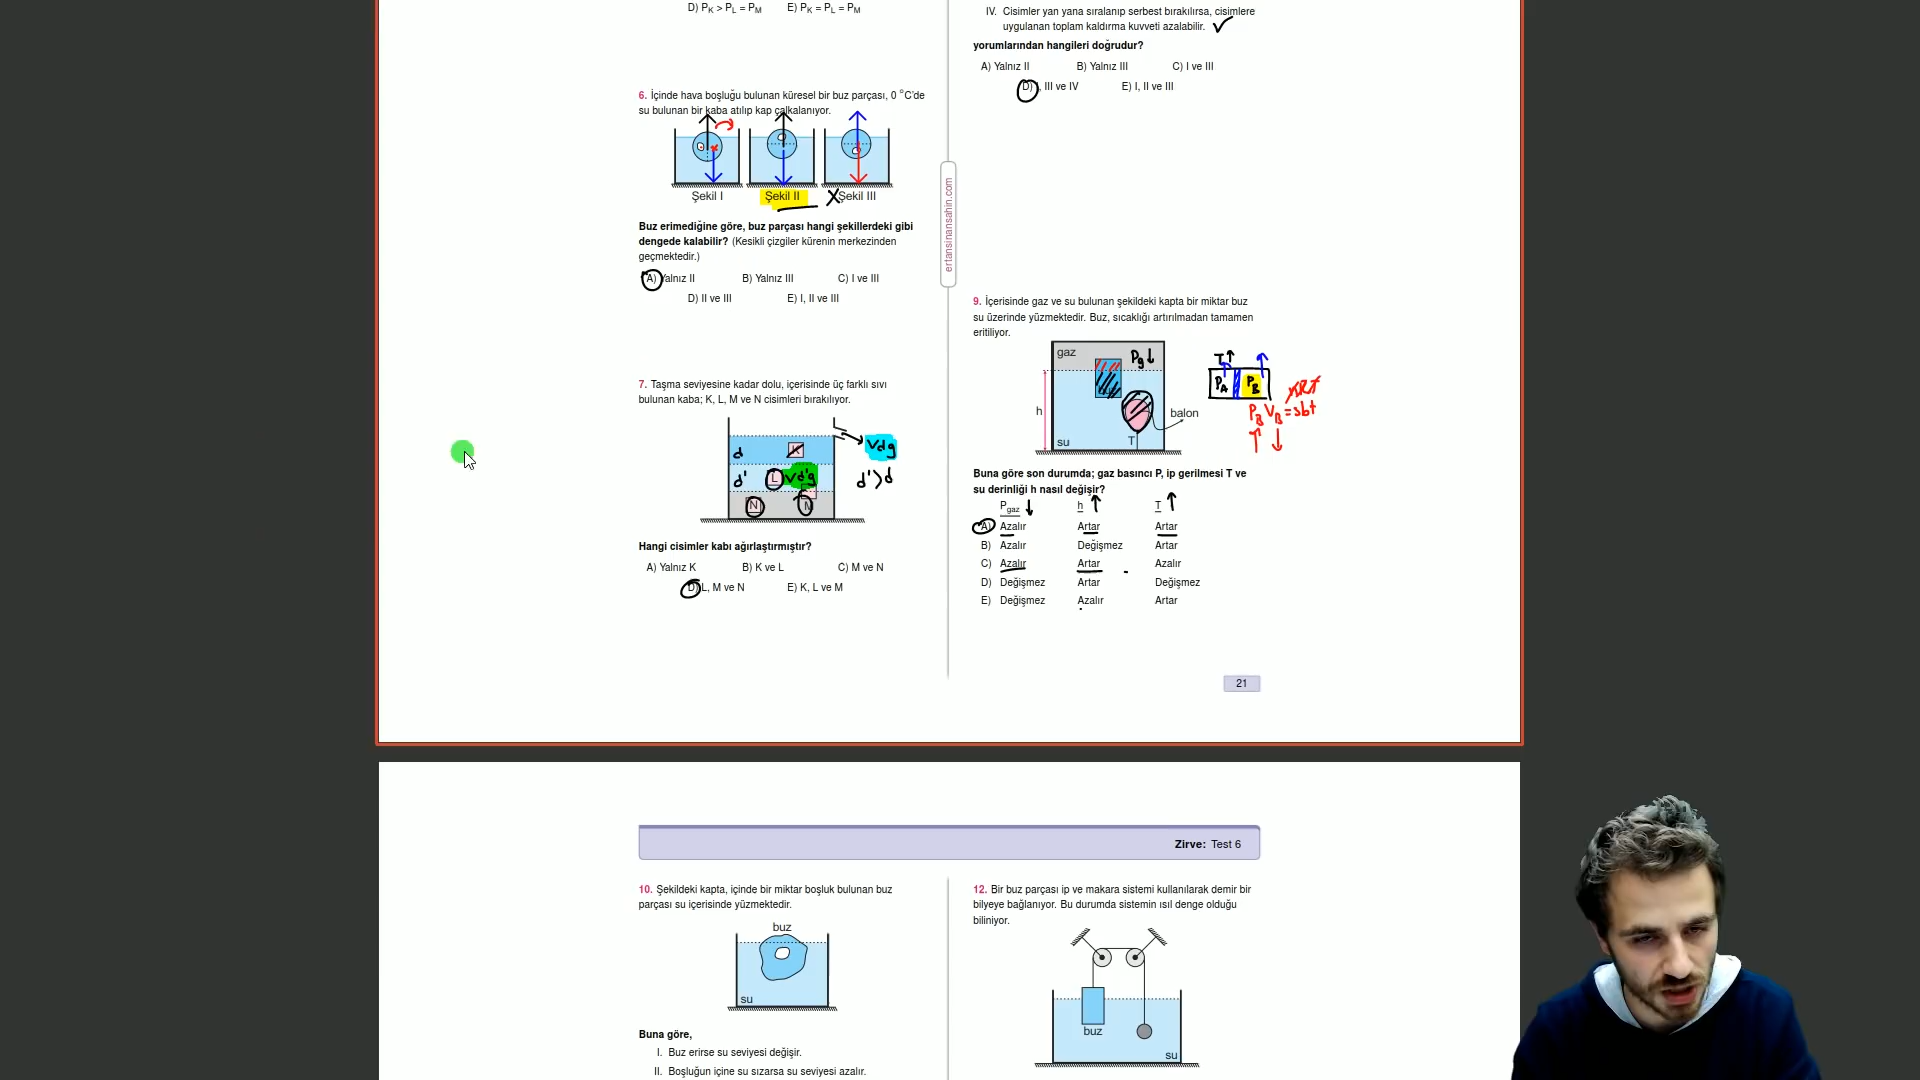 D) PK > PL = PM E) PK = PL = PM
6. İçinde hava boşluğu bulunan küresel bir buz parçası, 0 °C'de
su bulunan bir kaba atılıp kap çalkalanıyor.
Şekil I Şekil II X Şekil III
Buz erimediğine göre, buz parçası hangi şekillerdeki gibi
dengede kalabilir? (Kesikli çizgiler kürenin merkezinden
geçmektedir.)
A) Yalnız II B) Yalnız III C) I ve III
D) II ve III E) I, II ve III
7. Taşma seviyesine kadar dolu, içerisinde üç farklı sıvı
bulunan kaba; K, L, M ve N cisimleri bırakılıyor.
d K Vdg
d' L Vd'g d'>d
N M
Hangi cisimler kabı ağırlaştırmıştır?
A) Yalnız K B) K ve L C) M ve N
D) L, M ve N E) K, L ve M
IV. Cisimler yan yana sıralanıp serbest bırakılırsa, cisimlere
uygulanan toplam kaldırma kuvveti azalabilir.
yorumlarından hangileri doğrudur?
A) Yalnız II B) Yalnız III C) I ve III
D) I, III ve IV E) I, II ve III
ertansinansahin.com
9. İçerisinde gaz ve su bulunan şekildeki kapta bir miktar buz
su üzerinde yüzmektedir. Buz, sıcaklığı artırılmadan tamamen
eritiliyor.
gaz Pg↓
T↑
PA PB
h
balon
su T
PB VB = sbt
nRT
Buna göre son durumda; gaz basıncı P, ip gerilmesi T ve
su derinliği h nasıl değişir?
Pgaz ↓ h ↑ T ↑
A) Azalır Artar Artar
B) Azalır Değişmez Artar
C) Azalır Artar Azalır
D) Değişmez Artar Değişmez
E) Değişmez Azalır Artar
21
Zirve: Test 6
10. Şekildeki kapta, içinde bir miktar boşluk bulunan buz
parçası su içerisinde yüzmektedir.
buz
su
Buna göre,
I. Buz erirse su seviyesi değişir.
II. Boşluğun içine su sızarsa su seviyesi azalır.
12. Bir buz parçası ip ve makara sistemi kullanılarak demir bir
bilyeye bağlanıyor. Bu durumda sistemin ısıl denge olduğu
biliniyor.
buz
su